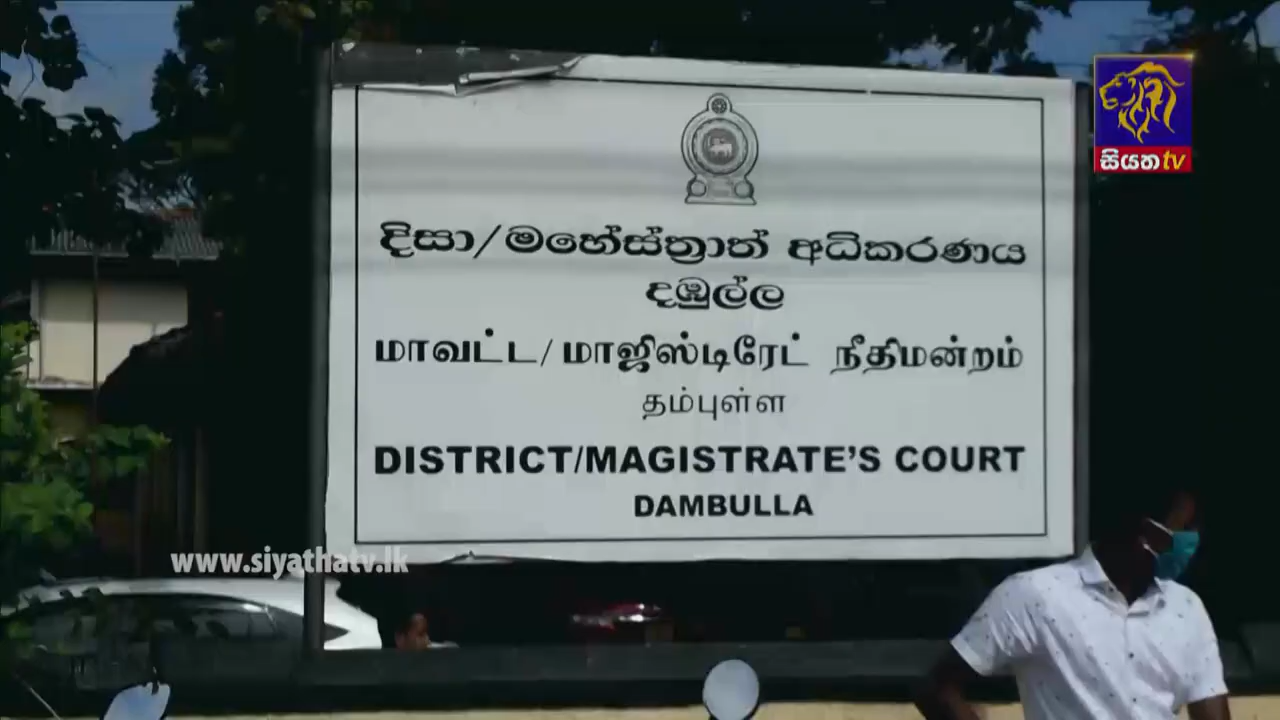 සියත tv
දිසා/මහේස්ත්‍රාත් අධිකරණය
දඹුල්ල
மாவட்ட/மாஜிஸ்டிரேட் நீதிமன்றம்
தம்புள்ள
DISTRICT/MAGISTRATE'S COURT
DAMBULLA
www.siyathatv.lk